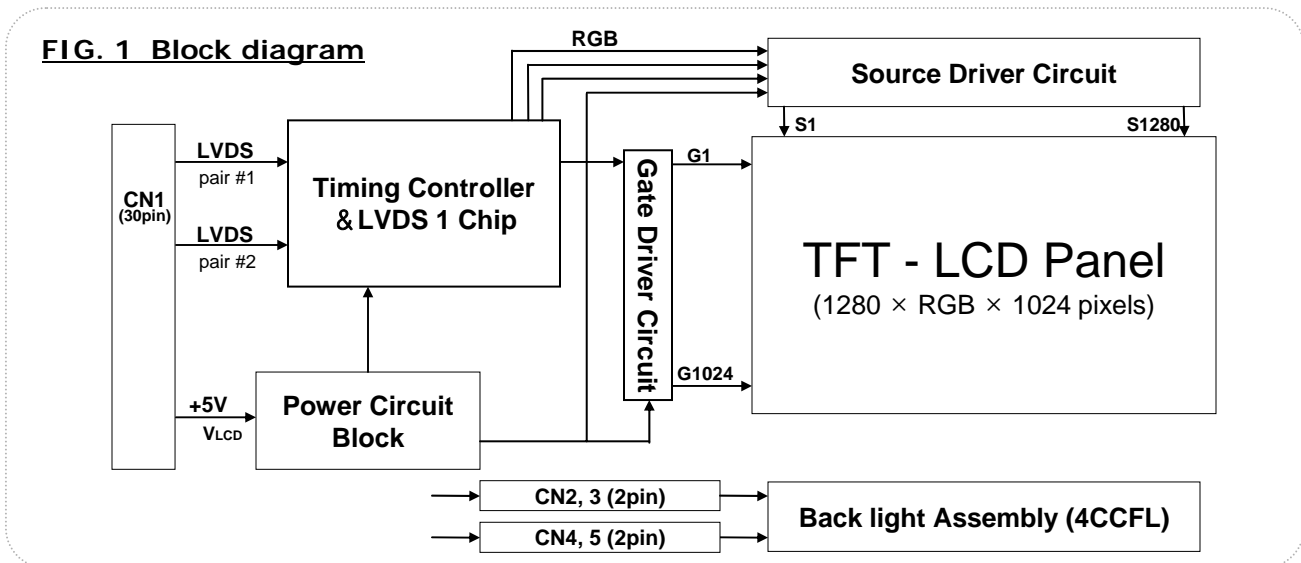 FIG. 1 Block diagram
RGB
Source Driver Circuit
S1
S1280
CN1
(30pin)
LVDS
pair #1
LVDS
pair #2
Timing Controller
& LVDS 1 Chip
Gate Driver Circuit
G1
G1024
TFT - LCD Panel
(1280 × RGB × 1024 pixels)
+5V
VLCD
Power Circuit
Block
CN2, 3 (2pin)
CN4, 5 (2pin)
Back light Assembly (4CCFL)